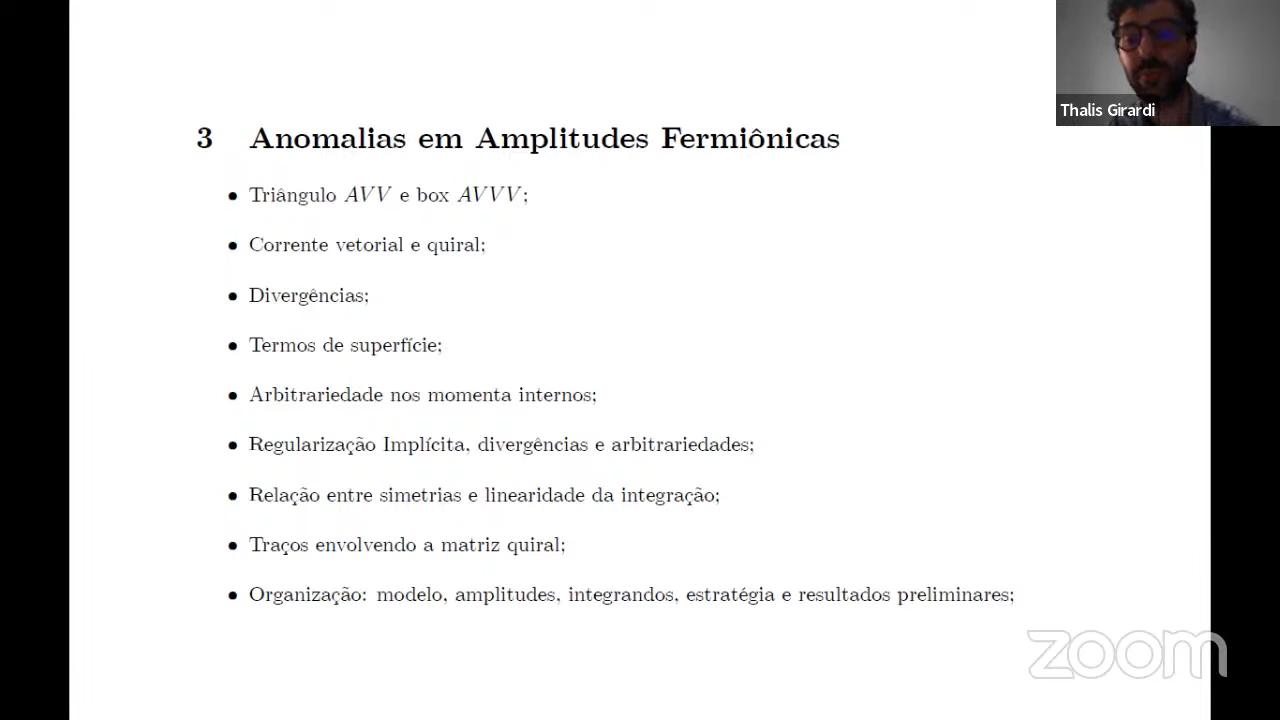 Thalis Girardi
3 Anomalias em Amplitudes Fermiônicas
• Triângulo AVV e box AVVV;
• Corrente vetorial e quiral;
• Divergências;
• Termos de superfície;
• Arbitrariedade nos momenta internos;
• Regularização Implícita, divergências e arbitrariedades;
• Relação entre simetrias e linearidade da integração;
• Traços envolvendo a matriz quiral;
• Organização: modelo, amplitudes, integrandos, estratégia e resultados preliminares;
zoom